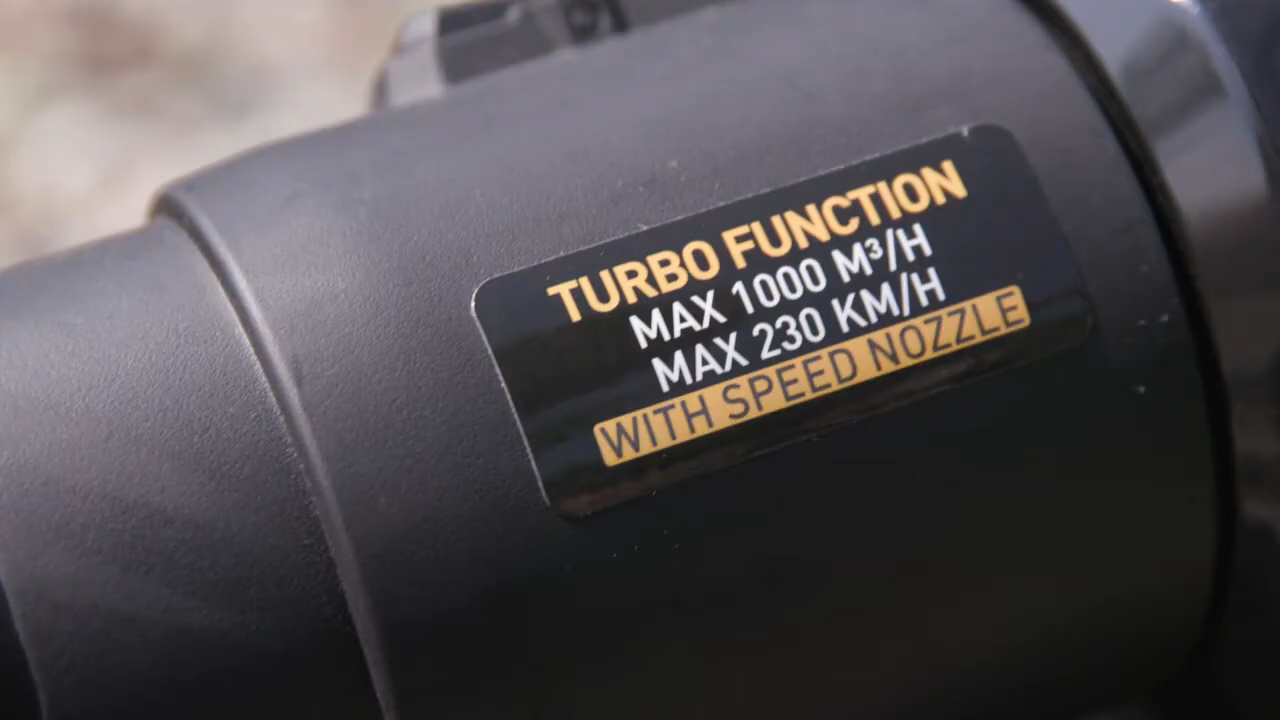 TURBO FUNCTION
MAX 1000 M³/H
MAX 230 KM/H
WITH SPEED NOZZLE